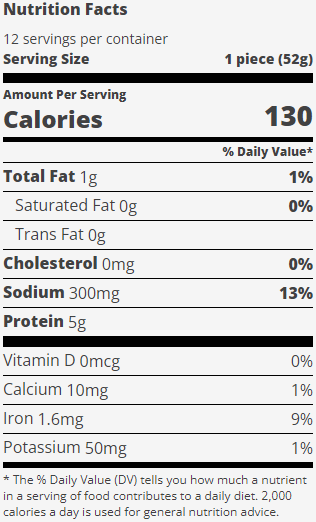 Nutrition Facts
12 servings per container
Serving Size 1 piece (52g)
Amount Per Serving
Calories 130
% Daily Value*
Total Fat 1g 1%
Saturated Fat 0g 0%
Trans Fat 0g
Cholesterol 0mg 0%
Sodium 300mg 13%
Protein 5g
Vitamin D 0mcg 0%
Calcium 10mg 1%
Iron 1.6mg 9%
Potassium 50mg 1%
* The % Daily Value (DV) tells you how much a nutrient
in a serving of food contributes to a daily diet. 2,000
calories a day is used for general nutrition advice.